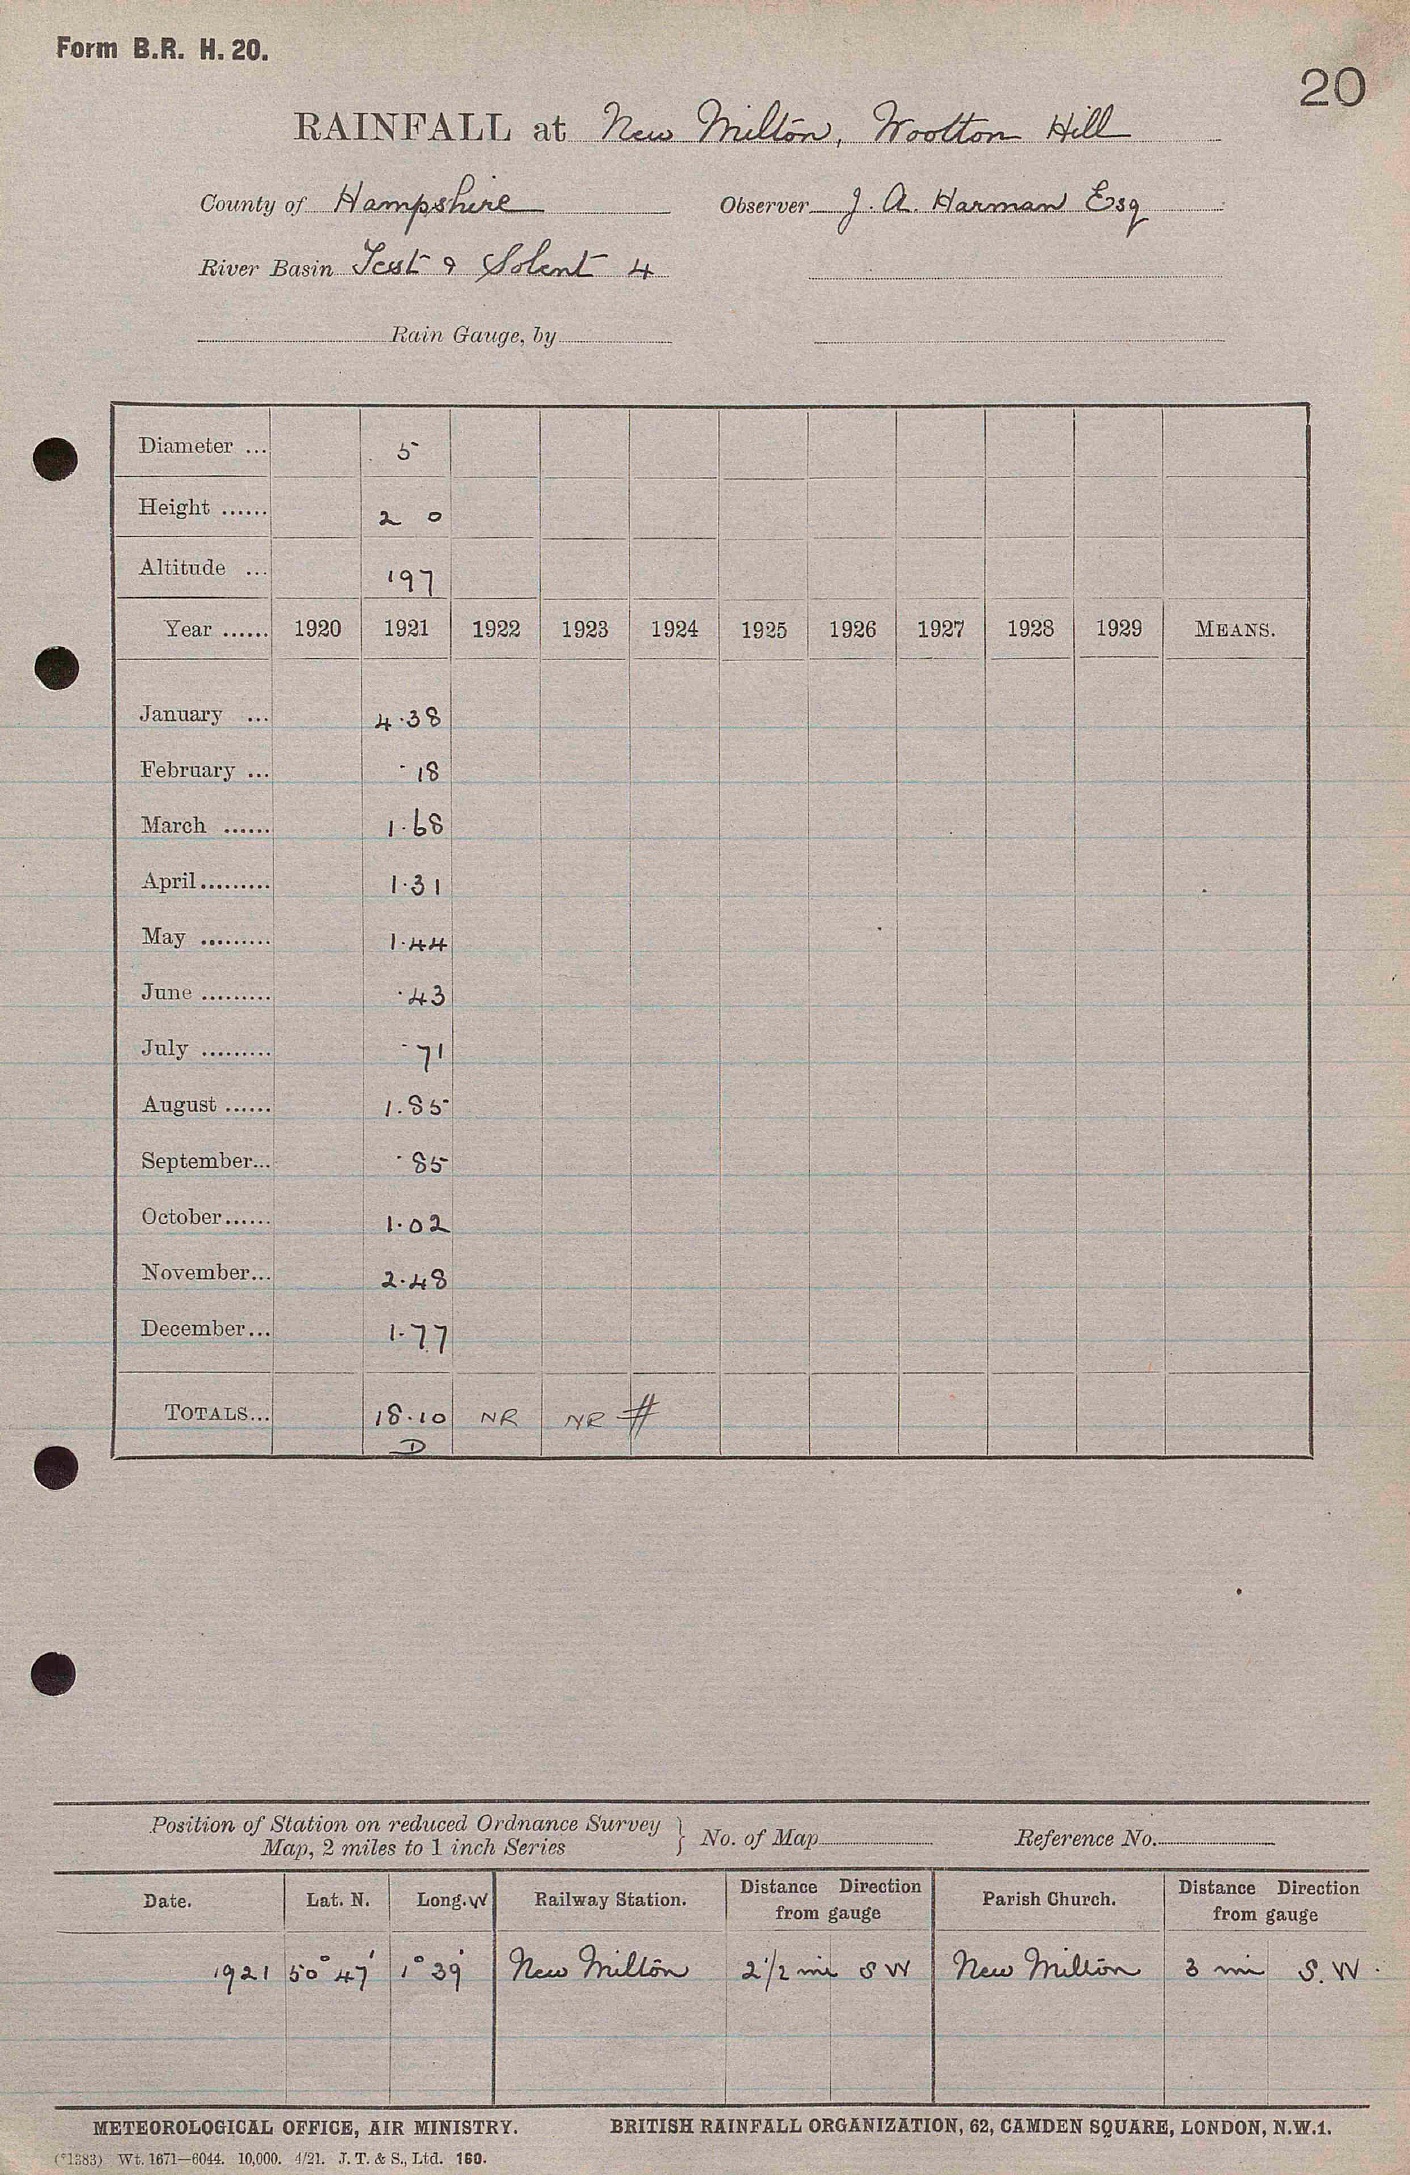 Form B.R. H. 20.
20
RAINFALL at New Milton, Wootton Hill
County of Hampshire Observer J. A. Harman Esq
River Basin Test & Solent 4
Rain Gauge, by
Diameter ... 5
Height ...... 2 0
Altitude ... 197
Year ...... 1920 1921 1922 1923 1924 1925 1926 1927 1928 1929 MEANS.
January ... 4.38
February ... .18
March ...... 1.68
April ......... 1.31
May ......... 1.44
June ......... .43
July ......... .71
August ...... 1.85
September... .85
October...... 1.02
November... 2.48
December... 1.77
TOTALS... 18.10 NR NR #
D
Position of Station on reduced Ordnance Survey
Map, 2 miles to 1 inch Series } No. of Map Reference No.
Date. Lat. N. Long. W Railway Station. Distance Direction from gauge Parish Church. Distance Direction from gauge
1921 50° 47' 1° 39' New Milton 2 1/2 mi S W New Milton 3 mi S. W.
METEOROLOGICAL OFFICE, AIR MINISTRY. BRITISH RAINFALL ORGANIZATION, 62, CAMDEN SQUARE, LONDON, N.W.1.
(*1383) Wt. 1671—6044. 10,000. 4/21. J. T. & S., Ltd. 160.